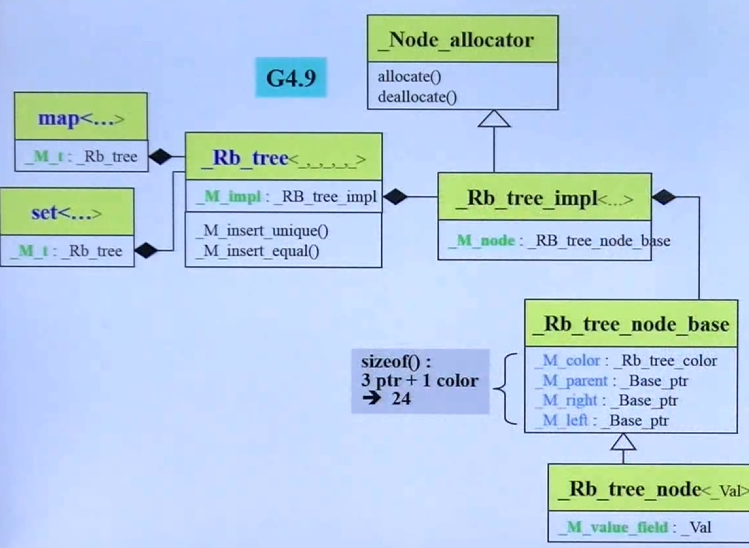 G4.9
_Node_allocator
allocate()
deallocate()
map<...>
_M_t : _Rb_tree
set<...>
_M_t : _Rb_tree
_Rb_tree<_,_,_,_,_>
_M_impl : _RB_tree_impl
_M_insert_unique()
_M_insert_equal()
_Rb_tree_impl<...>
_M_node : _RB_tree_node_base
_Rb_tree_node_base
_M_color : _Rb_tree_color
_M_parent : _Base_ptr
_M_right : _Base_ptr
_M_left : _Base_ptr
sizeof() :
3 ptr + 1 color
➔ 24
_Rb_tree_node<_Val>
_M_value_field : _Val